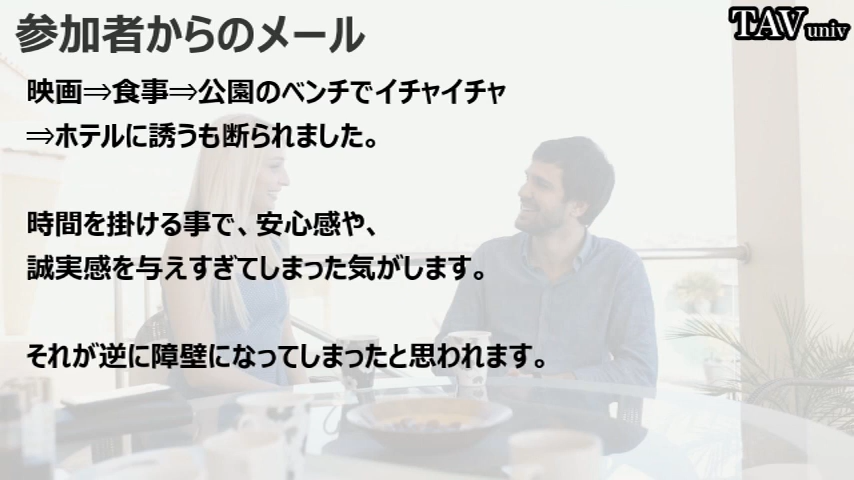 参加者からのメール
TAV univ
映画⇒食事⇒公園のベンチでイチャイチャ
⇒ホテルに誘うも断られました。
時間を掛ける事で、安心感や、
誠実感を与えすぎてしまった気がします。
それが逆に障壁になってしまったと思われます。